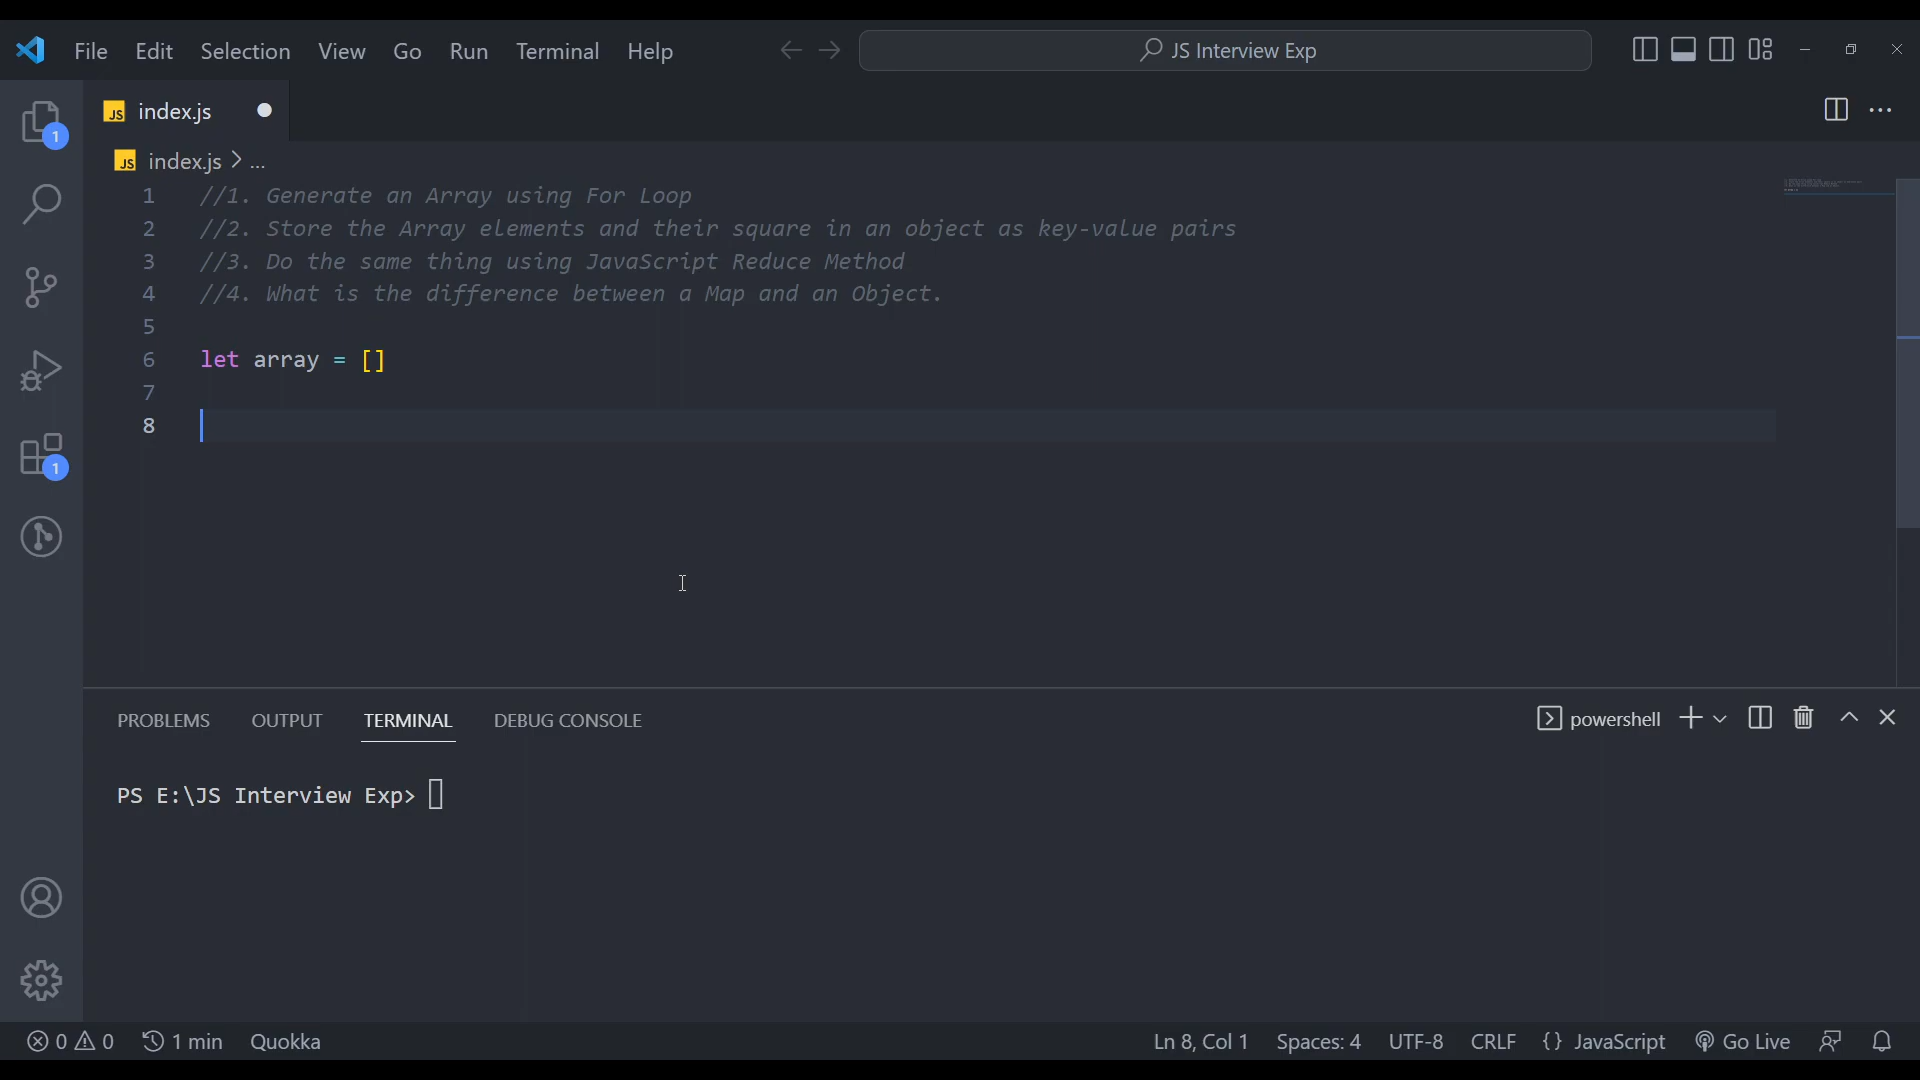 File Edit Selection View Go Run Terminal Help
JS Interview Exp
JS index.js
JS index.js > ...
1 //1. Generate an Array using For Loop
2 //2. Store the Array elements and their square in an object as key-value pairs
3 //3. Do the same thing using JavaScript Reduce Method
4 //4. What is the difference between a Map and an Object.
5
6 let array = []
7
8
1
1
PROBLEMS OUTPUT TERMINAL DEBUG CONSOLE
powershell
PS E:\JS Interview Exp>
0 0 1 min Quokka
Ln 8, Col 1 Spaces: 4 UTF-8 CRLF {} JavaScript Go Live